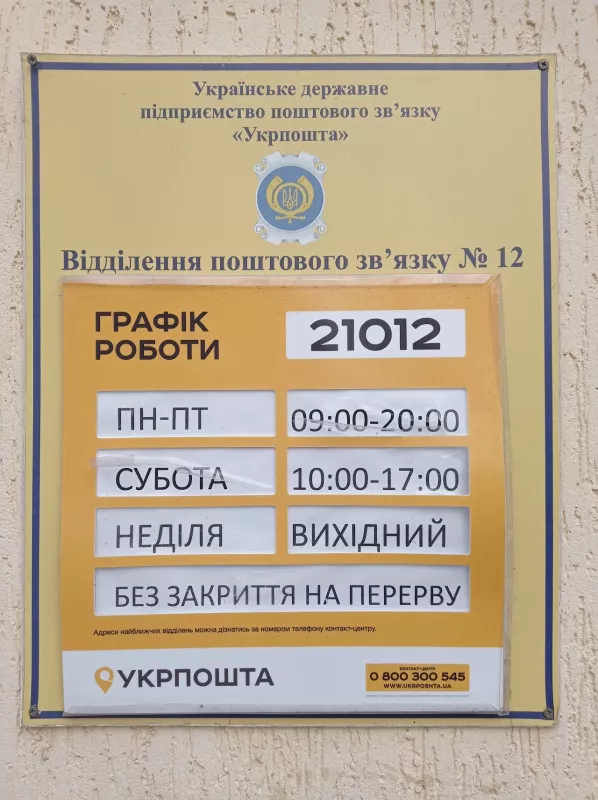 Українське державне
підприємство поштового зв’язку
«Укрпошта»
Відділення поштового зв’язку № 12
ГРАФІК
РОБОТИ
21012
ПН-ПТ 09:00-20:00
СУБОТА 10:00-17:00
НЕДІЛЯ ВИХІДНИЙ
БЕЗ ЗАКРИТТЯ НА ПЕРЕРВУ
Адреси найближчих відділень можна дізнатись за номером телефону контакт-центру.
УКРПОШТА
КОНТАКТ-ЦЕНТР
0 800 300 545
WWW.UKRPOSHTA.UA